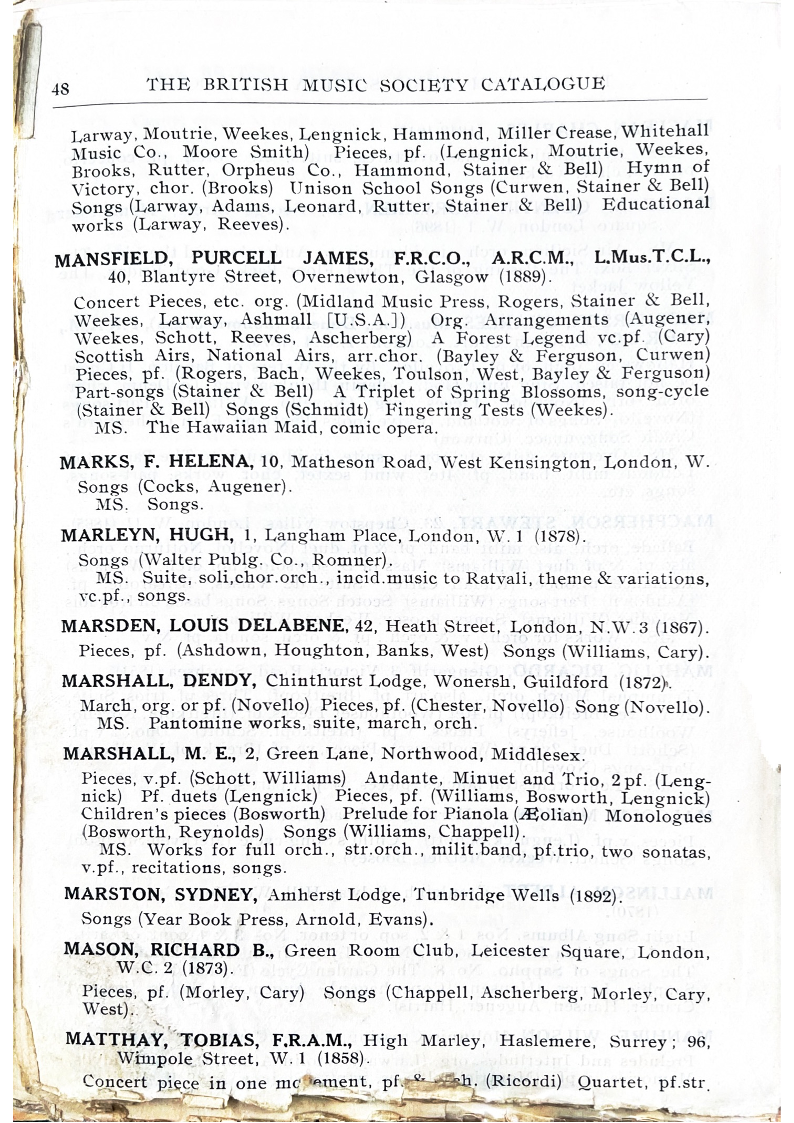 48 THE BRITISH MUSIC SOCIETY CATALOGUE
Larway, Moutrie, Weekes, Lengnick, Hammond, Miller Crease, Whitehall
Music Co., Moore Smith) Pieces, pf. (Lengnick, Moutrie, Weekes,
Brooks, Rutter, Orpheus Co., Hammond, Stainer & Bell) Hymn of
Victory, chor. (Brooks) Unison School Songs (Curwen, Stainer & Bell)
Songs (Larway, Adams, Leonard, Rutter, Stainer & Bell) Educational
works (Larway, Reeves).
MANSFIELD, PURCELL JAMES, F.R.C.O., A.R.C.M., L.Mus.T.C.L.,
40, Blantyre Street, Overnewton, Glasgow (1889).
Concert Pieces, etc. org. (Midland Music Press, Rogers, Stainer & Bell,
Weekes, Larway, Ashmall [U.S.A.]) Org. Arrangements (Augener,
Weekes, Schott, Reeves, Ascherberg) A Forest Legend vc.pf. (Cary)
Scottish Airs, National Airs, arr.chor. (Bayley & Ferguson, Curwen)
Pieces, pf. (Rogers, Bach, Weekes, Toulson, West, Bayley & Ferguson)
Part-songs (Stainer & Bell) A Triplet of Spring Blossoms, song-cycle
(Stainer & Bell) Songs (Schmidt) Fingering Tests (Weekes).
MS. The Hawaiian Maid, comic opera.
MARKS, F. HELENA, 10, Matheson Road, West Kensington, London, W.
Songs (Cocks, Augener).
MS. Songs.
MARLEYN, HUGH, 1, Langham Place, London, W. 1 (1878).
Songs (Walter Publg. Co., Romner).
MS. Suite, soli,chor.orch., incid.music to Ratvali, theme & variations,
vc.pf., songs.
MARSDEN, LOUIS DELABENE, 42, Heath Street, London, N.W. 3 (1867).
Pieces, pf. (Ashdown, Houghton, Banks, West) Songs (Williams, Cary).
MARSHALL, DENDY, Chinthurst Lodge, Wonersh, Guildford (1872).
March, org. or pf. (Novello) Pieces, pf. (Chester, Novello) Song (Novello).
MS. Pantomine works, suite, march, orch.
MARSHALL, M. E., 2, Green Lane, Northwood, Middlesex.
Pieces, v.pf. (Schott, Williams) Andante, Minuet and Trio, 2 pf. (Leng-
nick) Pf. duets (Lengnick) Pieces, pf. (Williams, Bosworth, Lengnick)
Children's pieces (Bosworth) Prelude for Pianola (Æolian) Monologues
(Bosworth, Reynolds) Songs (Williams, Chappell).
MS. Works for full orch., str.orch., milit.band, pf.trio, two sonatas,
v.pf., recitations, songs.
MARSTON, SYDNEY, Amherst Lodge, Tunbridge Wells (1892).
Songs (Year Book Press, Arnold, Evans).
MASON, RICHARD B., Green Room Club, Leicester Square, London,
W.C. 2 (1873).
Pieces, pf. (Morley, Cary) Songs (Chappell, Ascherberg, Morley, Cary,
West).
MATTHAY, TOBIAS, F.R.A.M., High Marley, Haslemere, Surrey; 96,
Wimpole Street, W. 1 (1858).
Concert piece in one pf. (Ricordi) Quartet, pf.str.